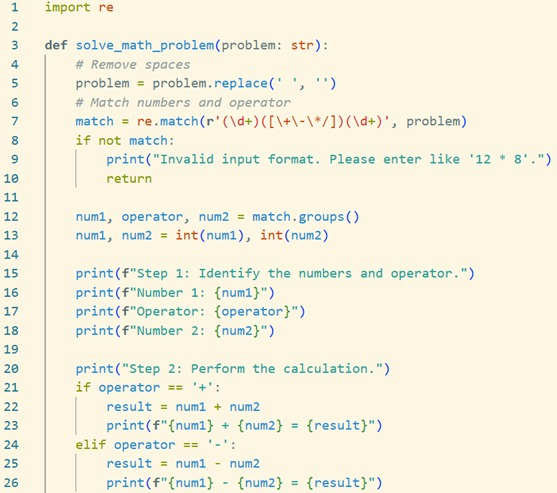 1 import re
2
3 def solve_math_problem(problem: str):
4     # Remove spaces
5     problem = problem.replace(' ', '')
6     # Match numbers and operator
7     match = re.match(r'(\d+)([\+\-\*/])(\d+)', problem)
8     if not match:
9         print("Invalid input format. Please enter like '12 * 8'.")
10         return
11
12     num1, operator, num2 = match.groups()
13     num1, num2 = int(num1), int(num2)
14
15     print(f"Step 1: Identify the numbers and operator.")
16     print(f"Number 1: {num1}")
17     print(f"Operator: {operator}")
18     print(f"Number 2: {num2}")
19
20     print("Step 2: Perform the calculation.")
21     if operator == '+':
22         result = num1 + num2
23         print(f"{num1} + {num2} = {result}")
24     elif operator == '-':
25         result = num1 - num2
26         print(f"{num1} - {num2} = {result}")